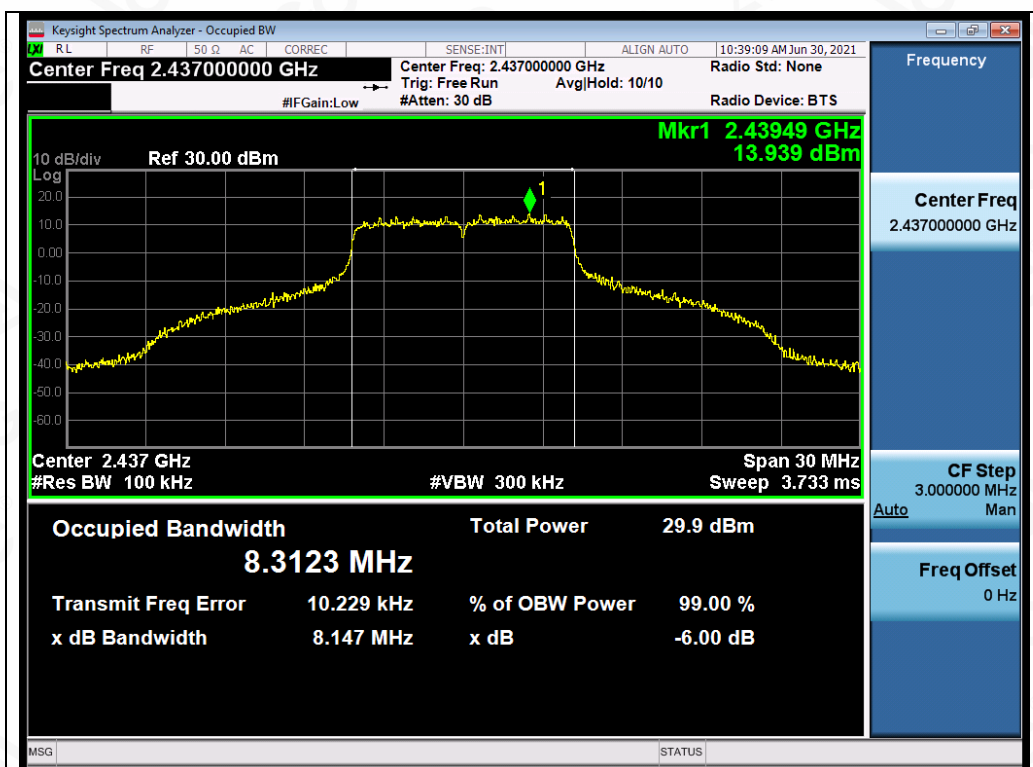 Keysight Spectrum Analyzer - Occupied BW
LXI RL RF 50 Ω AC CORREC SENSE:INT ALIGN AUTO 10:39:09 AM Jun 30, 2021
Center Freq 2.437000000 GHz Center Freq: 2.437000000 GHz Radio Std: None
Trig: Free Run Avg|Hold: 10/10
#IFGain:Low #Atten: 30 dB Radio Device: BTS
Mkr1 2.43949 GHz
13.939 dBm
10 dB/div Ref 30.00 dBm
Log
20.0
10.0
0.00
-10.0
-20.0
-30.0
-40.0
-50.0
-60.0
1
Center 2.437 GHz Span 30 MHz
#Res BW 100 kHz #VBW 300 kHz Sweep 3.733 ms
Occupied Bandwidth Total Power 29.9 dBm
8.3123 MHz
Transmit Freq Error 10.229 kHz % of OBW Power 99.00 %
x dB Bandwidth 8.147 MHz x dB -6.00 dB
Frequency
Center Freq
2.437000000 GHz
CF Step
3.000000 MHz
Auto Man
Freq Offset
0 Hz
MSG STATUS